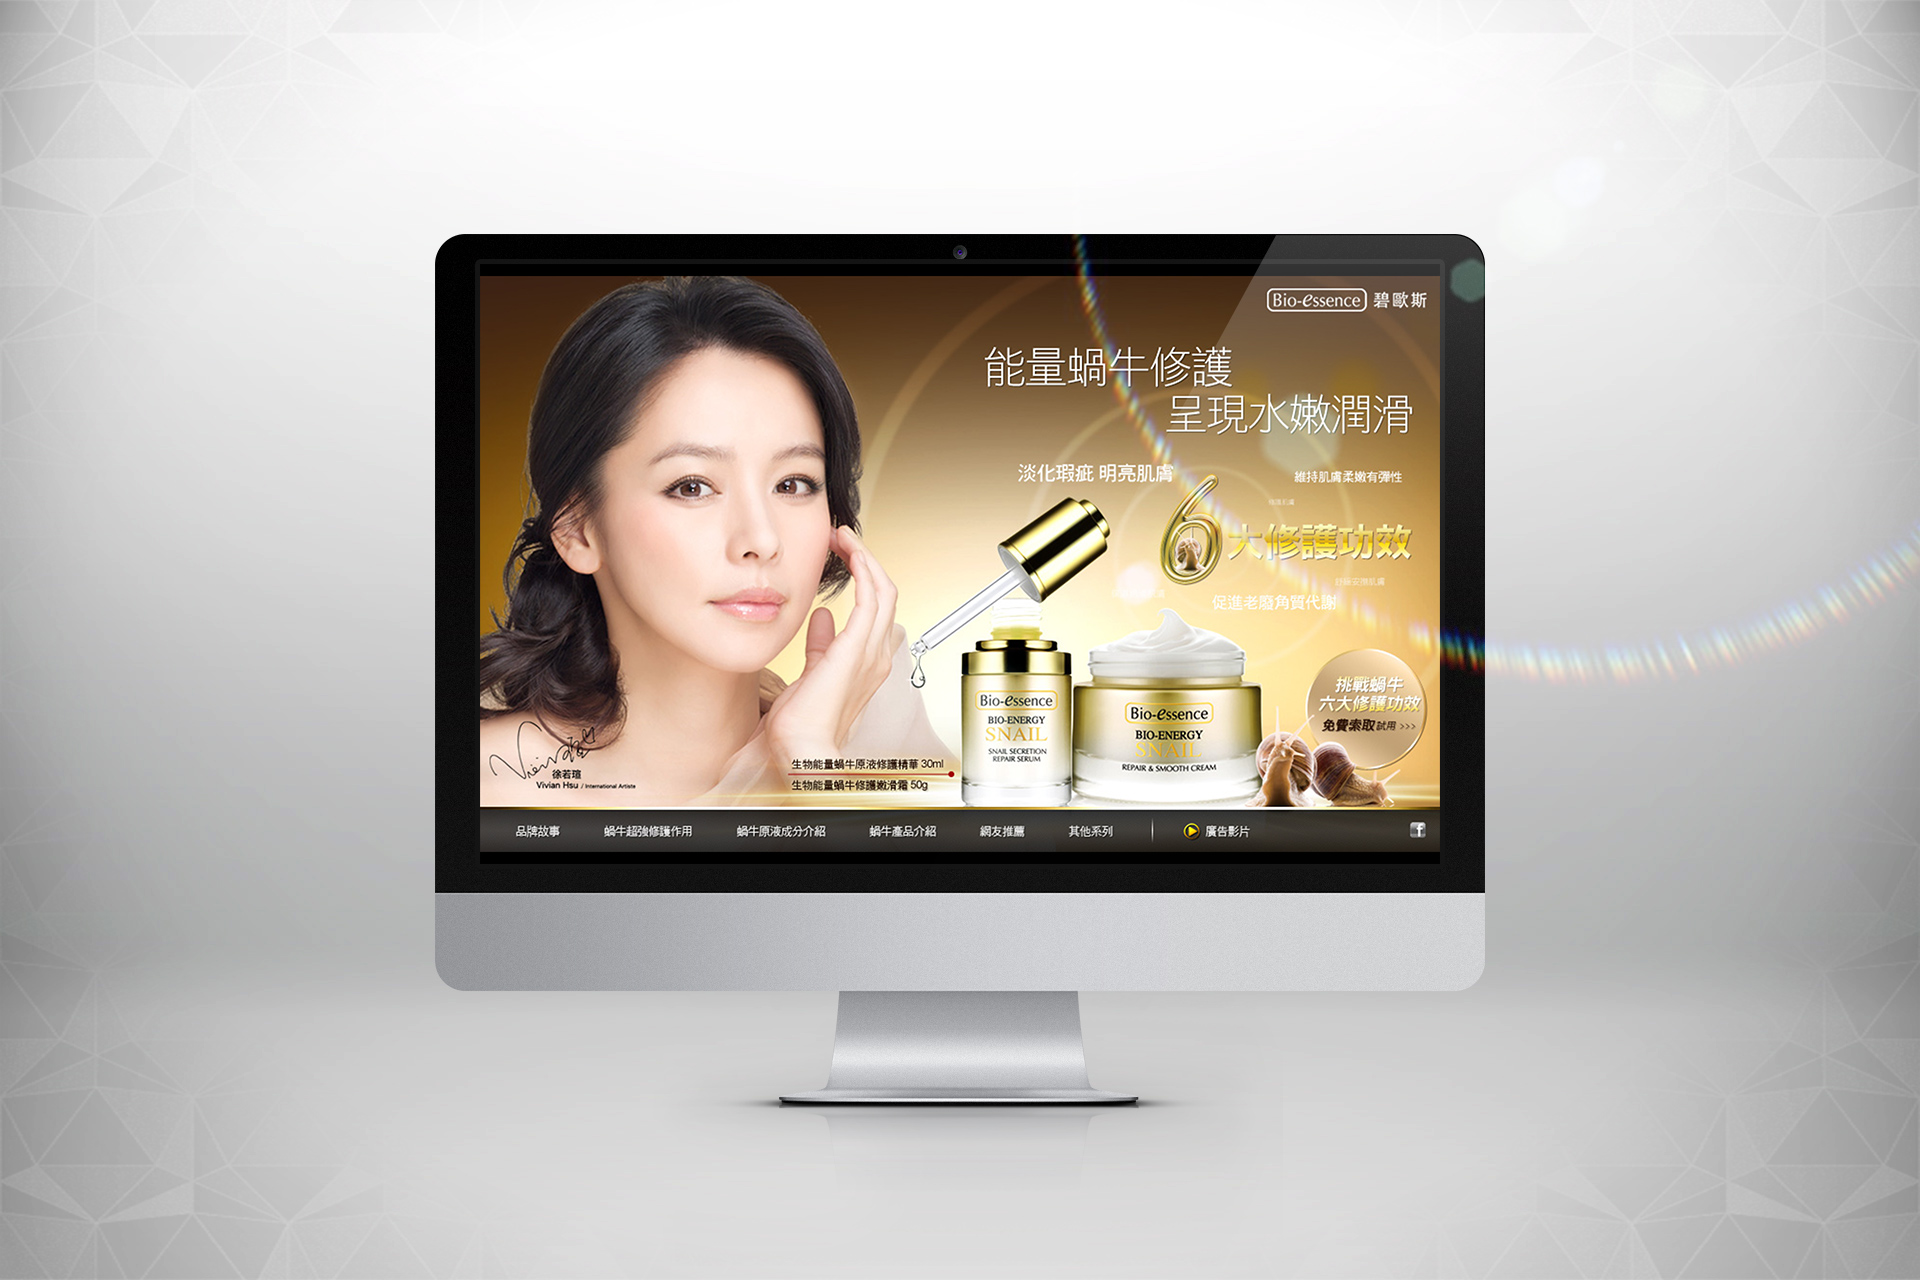 Bio-essence 碧歐斯
能量蝸牛修護
呈現水嫩潤滑
淡化瑕疵 明亮肌膚
維持肌膚柔嫩有彈性
6大修護功效
促進老廢角質代謝
挑戰蝸牛
六大修護功效
免費索取試用 >>>
Bio-essence
BIO-ENERGY
SNAIL
SNAIL SECRETION
REPAIR SERUM
Bio-essence
BIO-ENERGY
SNAIL
REPAIR & SMOOTH CREAM
徐若瑄
Vivian Hsu / International Artiste
生物能量蝸牛原液修護精華 30ml
生物能量蝸牛修護嫩滑霜 50g
品牌故事 蝸牛超強修護作用 蝸牛原液成分介紹 蝸牛產品介紹 網友推薦 其他系列 廣告影片 f